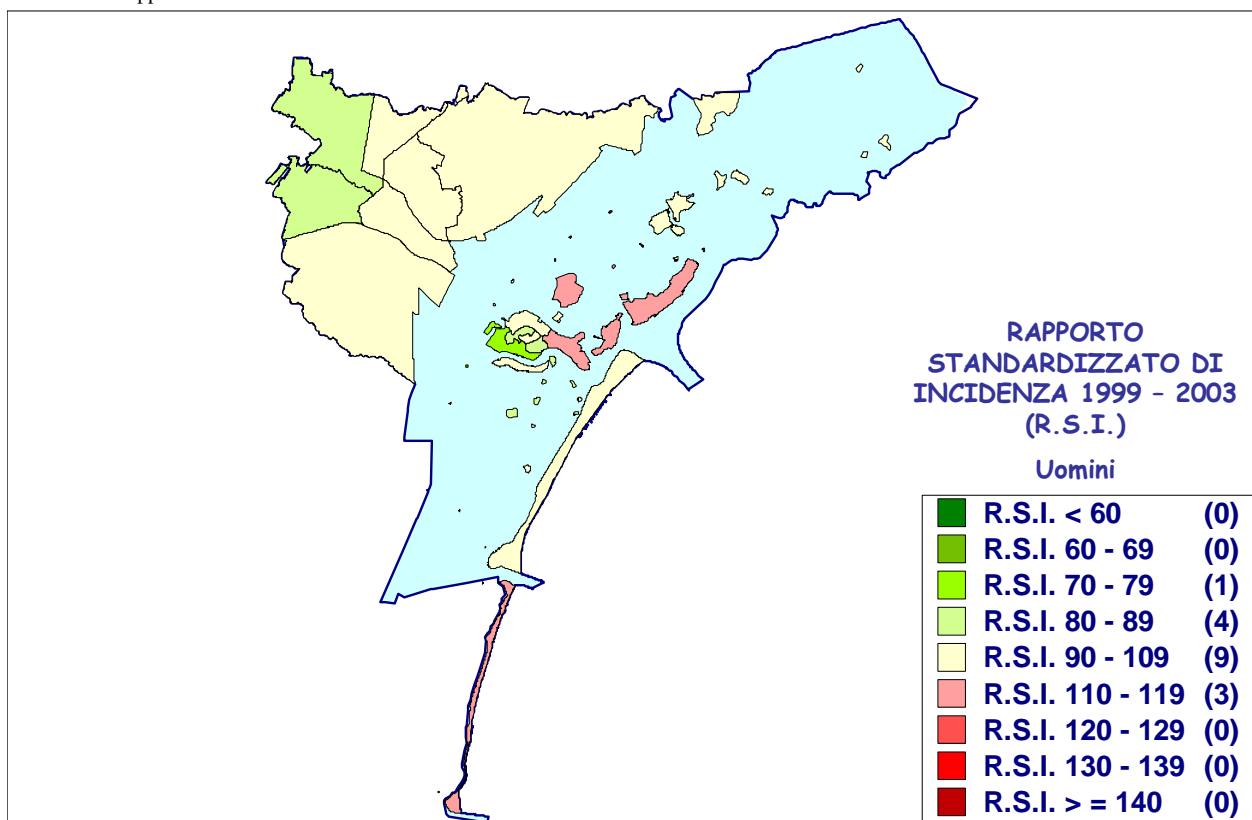 RAPPORTO
STANDARDIZZATO DI
INCIDENZA 1999 – 2003
(R.S.I.)
Uomini
R.S.I. < 60 (0)
R.S.I. 60 - 69 (0)
R.S.I. 70 - 79 (1)
R.S.I. 80 - 89 (4)
R.S.I. 90 - 109 (9)
R.S.I. 110 - 119 (3)
R.S.I. 120 - 129 (0)
R.S.I. 130 - 139 (0)
R.S.I. > = 140 (0)